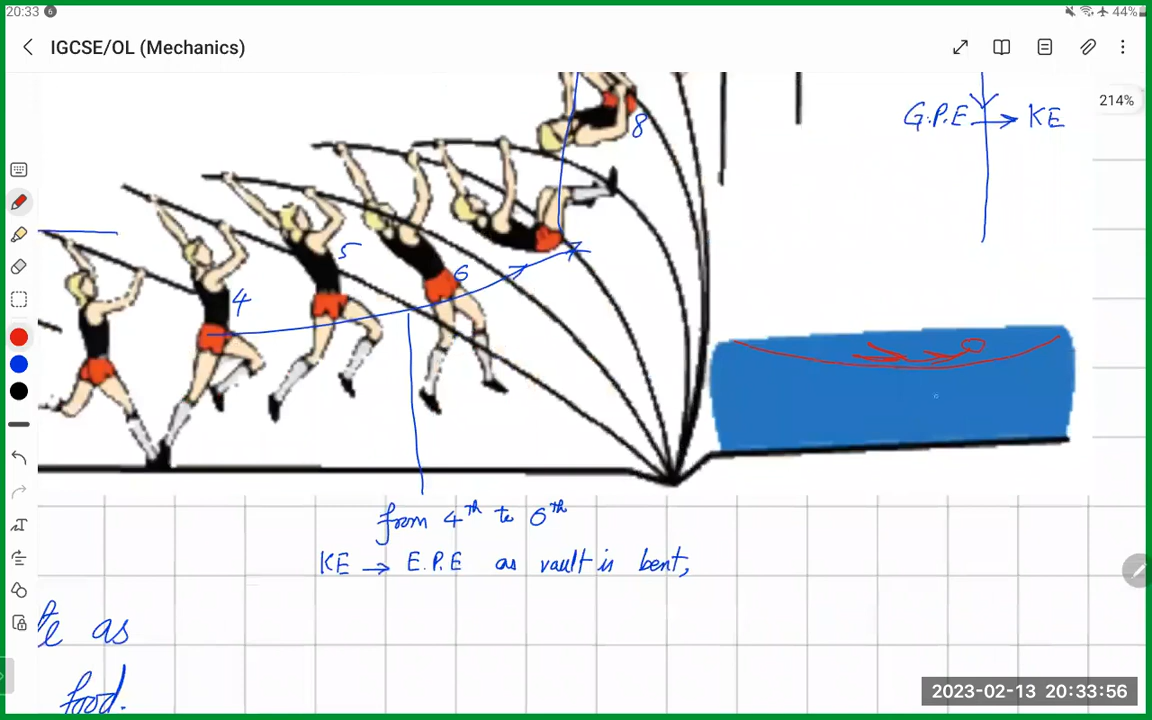 20:33 6
44%
IGCSE/OL (Mechanics)
214%
G.P.E → KE
8
5
4
6
from 4th to 6th
KE → E.P.E as vault is bent,
as
food.
2023-02-13 20:33:56